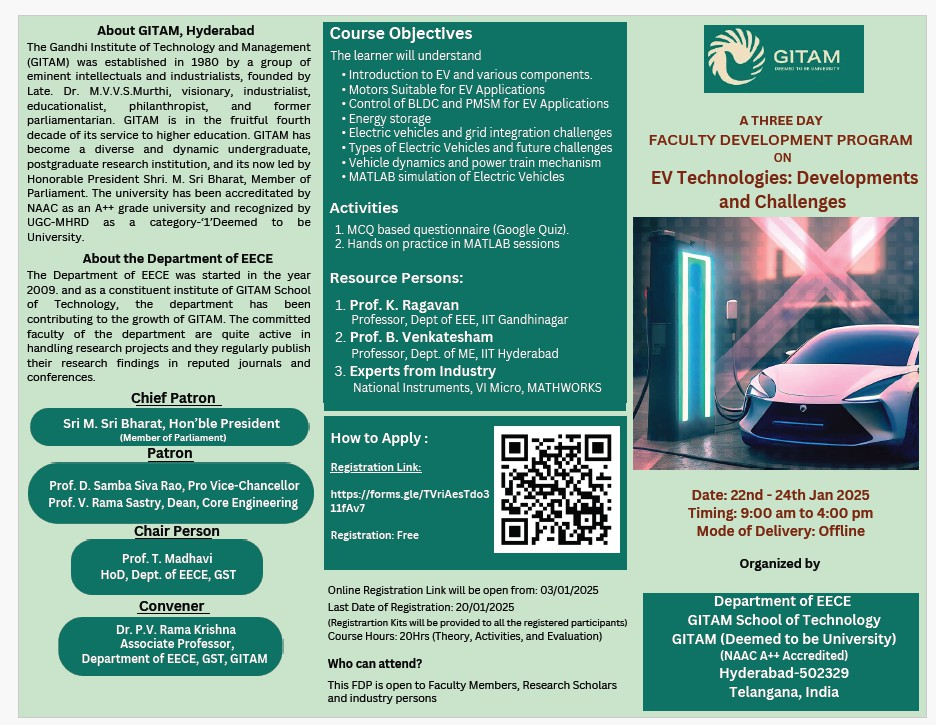 About GITAM, Hyderabad
The Gandhi Institute of Technology and Management
(GITAM) was established in 1980 by a group of
eminent intellectuals and industrialists, founded by
Late. Dr. M.V.V.S.Murthi, visionary, industrialist,
educationalist, philanthropist, and former
parliamentarian. GITAM is in the fruitful fourth
decade of its service to higher education. GITAM has
become a diverse and dynamic undergraduate,
postgraduate research institution, and its now led by
Honorable President Shri. M. Sri Bharat, Member of
Parliament. The university has been accredited by
NAAC as an A++ grade university and recognized by
UGC-MHRD as a category-‘1’Deemed to be
University.
About the Department of EECE
The Department of EECE was started in the year
2009. and as a constituent institute of GITAM School
of Technology, the department has been
contributing to the growth of GITAM. The committed
faculty of the department are quite active in
handling research projects and they regularly publish
their research findings in reputed journals and
conferences.
Chief Patron
Sri M. Sri Bharat, Hon'ble President
(Member of Parliament)
Patron
Prof. D. Samba Siva Rao, Pro Vice-Chancellor
Prof. V. Rama Sastry, Dean, Core Engineering
Chair Person
Prof. T. Madhavi
HoD, Dept. of EECE, GST
Convener
Dr. P.V. Rama Krishna
Associate Professor,
Department of EECE, GST, GITAM
Course Objectives
The learner will understand
• Introduction to EV and various components.
• Motors Suitable for EV Applications
• Control of BLDC and PMSM for EV Applications
• Energy storage
• Electric vehicles and grid integration challenges
• Types of Electric Vehicles and future challenges
• Vehicle dynamics and power train mechanism
• MATLAB simulation of Electric Vehicles
Activities
1. MCQ based questionnaire (Google Quiz).
2. Hands on practice in MATLAB sessions
Resource Persons:
1. Prof. K. Ragavan
Professor, Dept of EEE, IIT Gandhinagar
2. Prof. B. Venkatesham
Professor, Dept. of ME, IIT Hyderabad
3. Experts from Industry
National Instruments, VI Micro, MATHWORKS
How to Apply :
Registration Link:
https://forms.gle/TVriAesTdo3
11fAv7
Registration: Free
Online Registration Link will be open from: 03/01/2025
Last Date of Registration: 20/01/2025
(Registrartion Kits will be provided to all the registered participants)
Course Hours: 20Hrs (Theory, Activities, and Evaluation)
Who can attend?
This FDP is open to Faculty Members, Research Scholars
and industry persons
GITAM
DEEMED TO BE UNIVERSITY
A THREE DAY
FACULTY DEVELOPMENT PROGRAM
ON
EV Technologies: Developments
and Challenges
Date: 22nd - 24th Jan 2025
Timing: 9:00 am to 4:00 pm
Mode of Delivery: Offline
Organized by
Department of EECE
GITAM School of Technology
GITAM (Deemed to be University)
(NAAC A++ Accredited)
Hyderabad-502329
Telangana, India